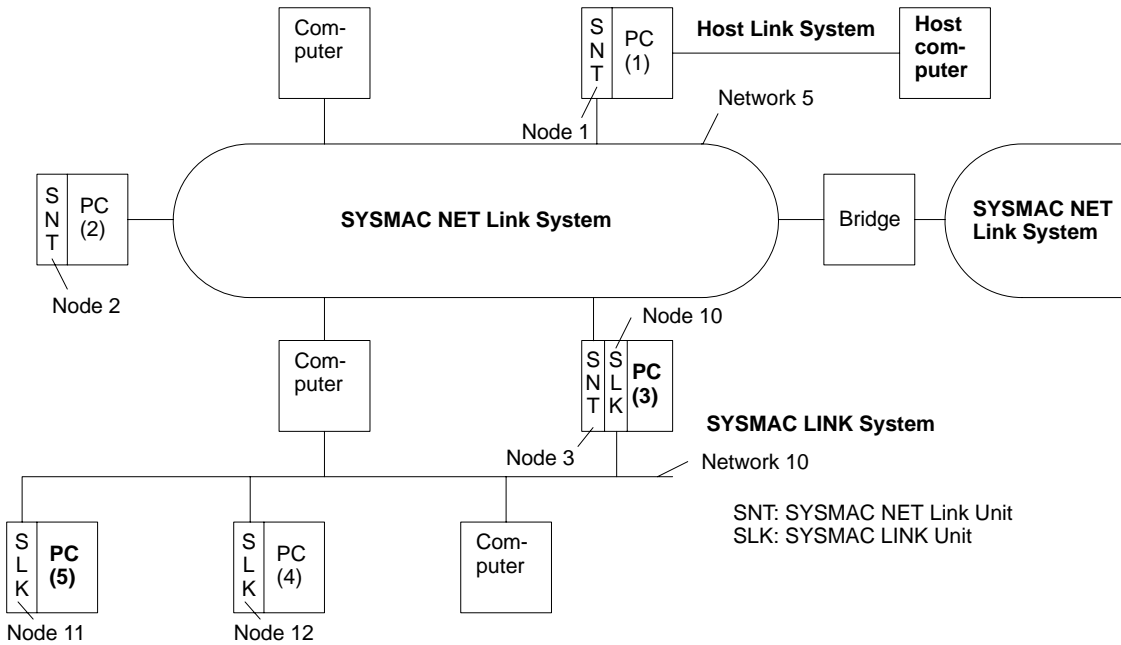 Com-
puter
S
N
T
PC
(1)
Host Link System
Host
com-
puter
Node 1
Network 5
S
N
T
PC
(2)
SYSMAC NET Link System
Bridge
SYSMAC NET
Link System
Node 2
Node 10
Com-
puter
S
N
T
S
L
K
PC
(3)
SYSMAC LINK System
Node 3
Network 10
SNT: SYSMAC NET Link Unit
SLK: SYSMAC LINK Unit
S
L
K
PC
(5)
S
L
K
PC
(4)
Com-
puter
Node 11
Node 12